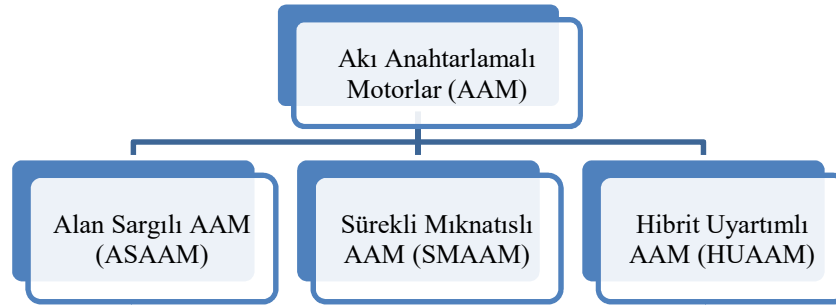 Akı Anahtarlamalı
Motorlar (AAM)
Alan Sargılı AAM
(ASAAM)
Sürekli Mıknatıslı
AAM (SMAAM)
Hibrit Uyartımlı
AAM (HUAAM)